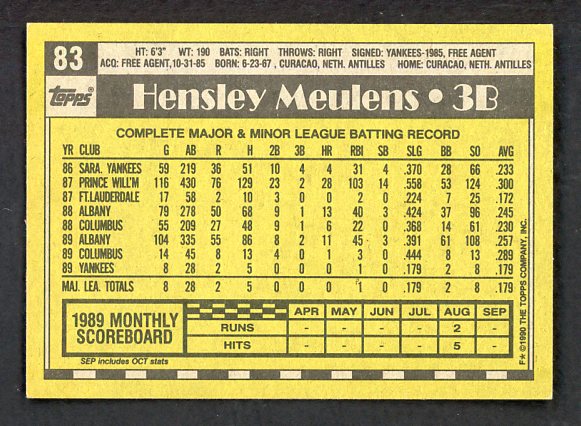 83
HT: 6'3" WT: 190 BATS: RIGHT THROWS: RIGHT SIGNED: YANKEES-1985, FREE AGENT
ACQ: FREE AGENT,10-31-85 BORN: 6-23-67, CURACAO, NETH. ANTILLES HOME: CURACAO, NETH. ANTILLES
Topps®
Hensley Meulens • 3B
COMPLETE MAJOR & MINOR LEAGUE BATTING RECORD
YR CLUB G AB R H 2B 3B HR RBI SB SLG BB SO AVG
86 SARA. YANKEES 59 219 36 51 10 4 4 31 4 .370 28 66 .233
87 PRINCE WILL'M 116 430 76 129 23 2 28 103 14 .558 53 124 .300
87 FT.LAUDERDALE 17 58 2 10 3 0 0 2 0 .224 7 25 .172
88 ALBANY 79 278 50 68 9 1 13 40 3 .424 37 96 .245
88 COLUMBUS 55 209 27 48 9 1 6 22 0 .368 14 61 .230
89 ALBANY 104 335 55 86 8 2 11 45 3 .391 61 108 .257
89 COLUMBUS 14 45 8 13 4 0 1 3 0 .444 8 13 .289
89 YANKEES 8 28 2 5 0 0 0 1 0 .179 2 8 .179
MAJ. LEA. TOTALS 8 28 2 5 0 0 0 1 0 .179 2 8 .179
1989 MONTHLY SCOREBOARD
APR MAY JUN JUL AUG SEP
RUNS - - - - 2 -
HITS - - - - 5 -
SEP includes OCT stats
F★ ©1990 THE TOPPS COMPANY, INC.